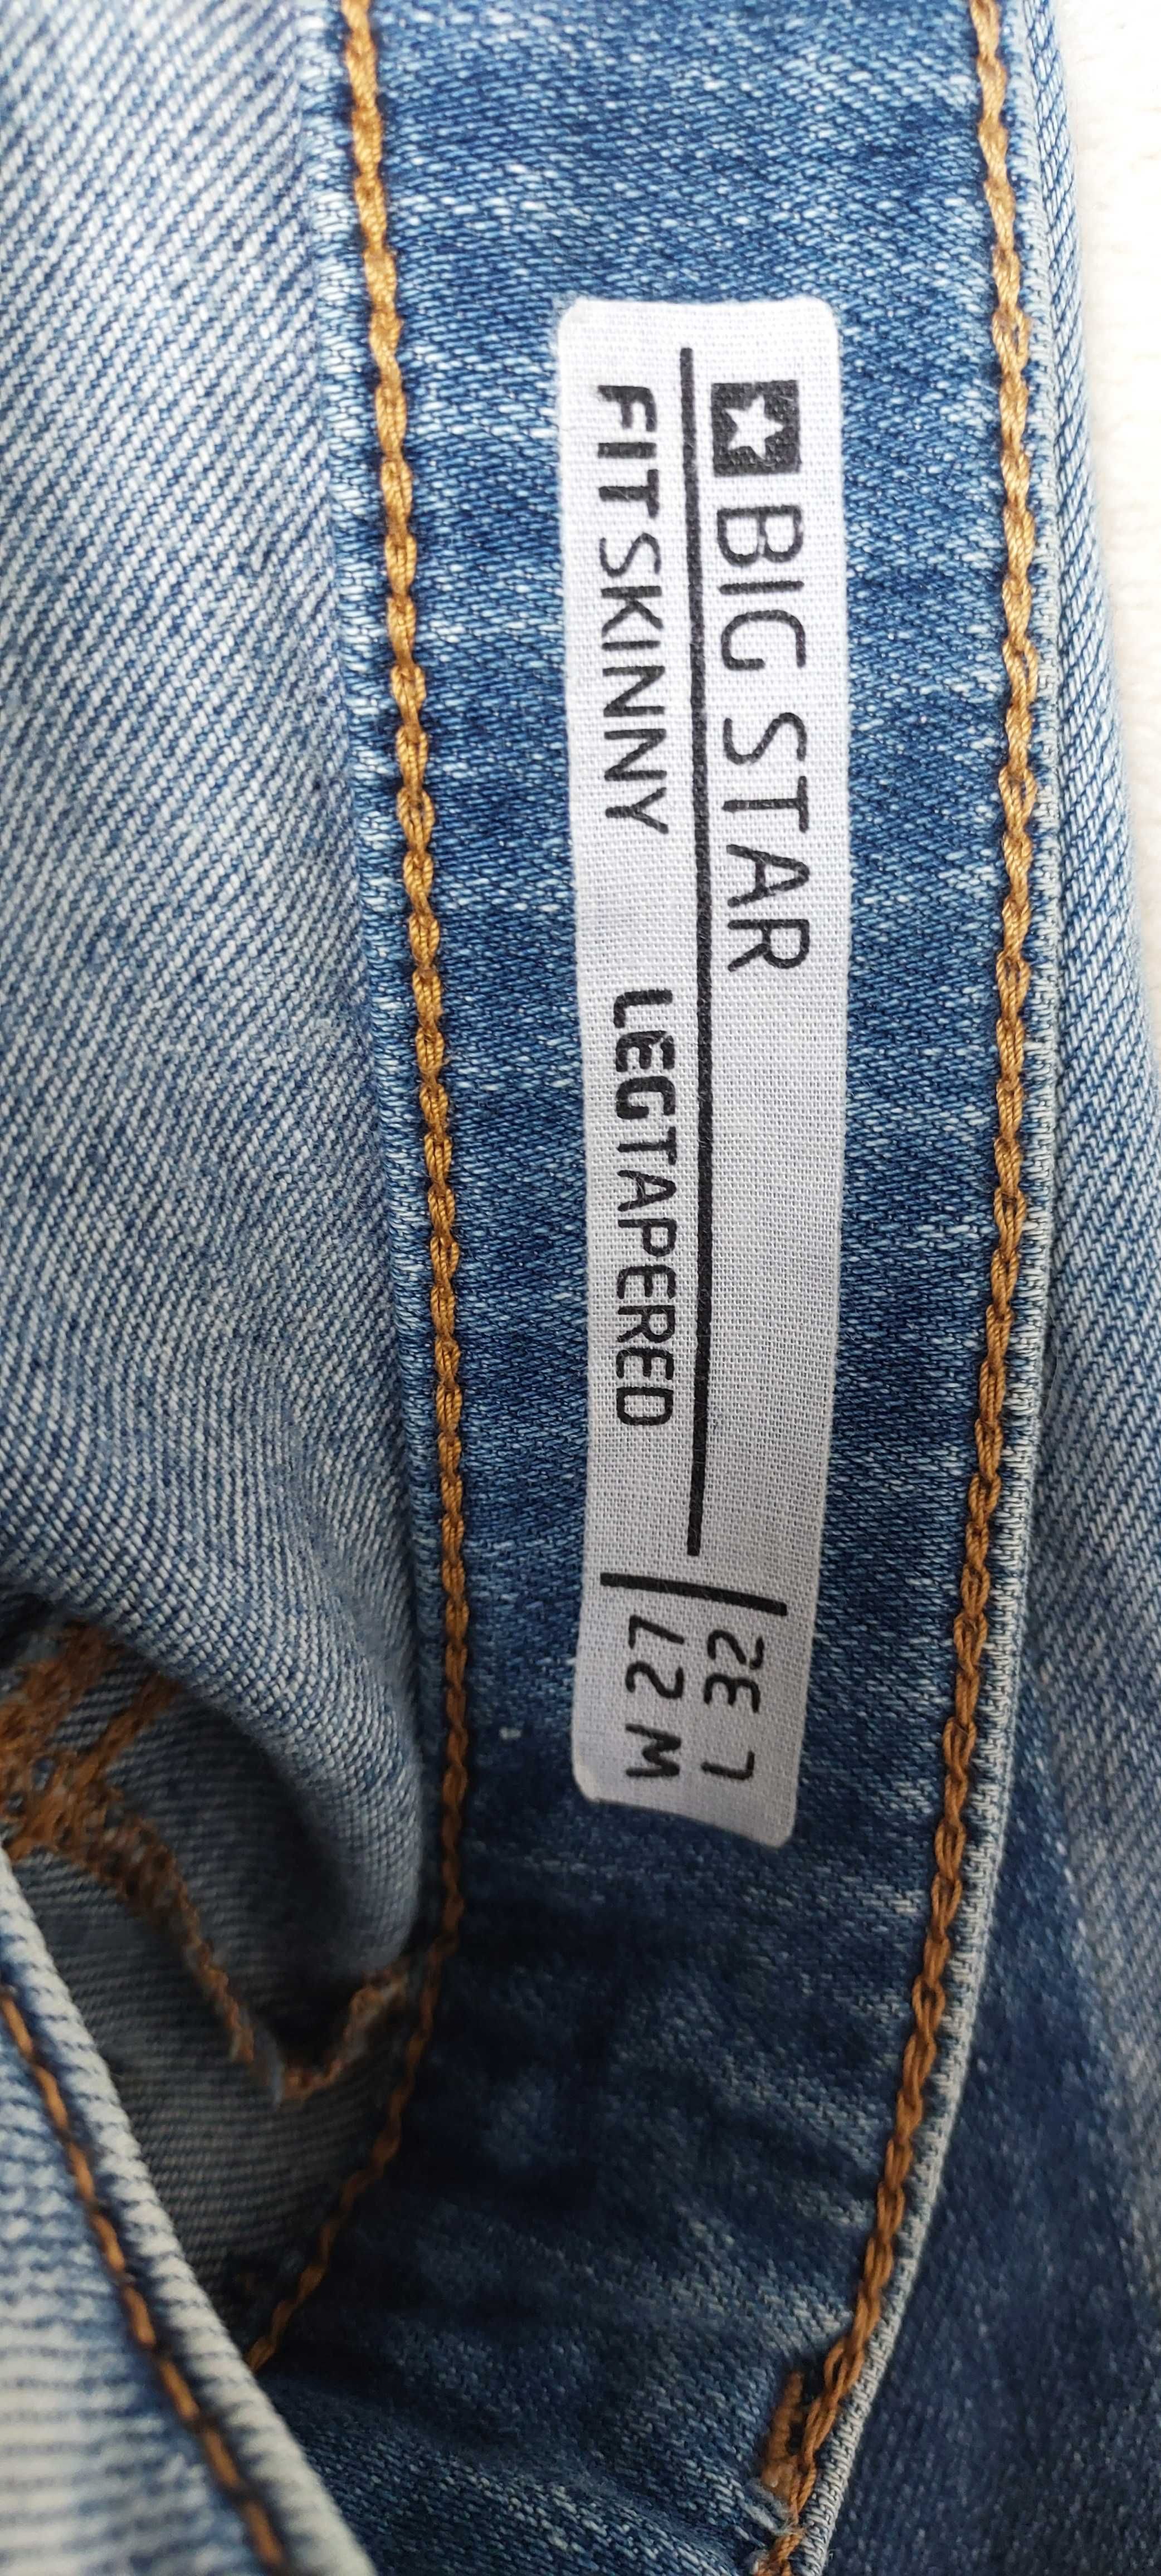 BIG STAR
FIT SKINNY LEG TAPERED
W 27
L 32